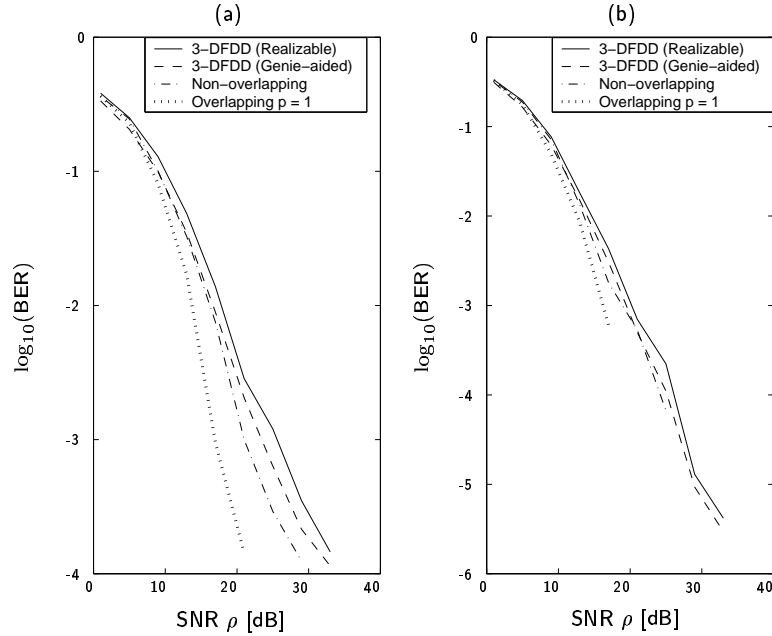 (a)
0
-1
-2
-3
-4
0
10
20
30
40
3-DFDD (Realizable)
3-DFDD (Genie-aided)
Non-overlapping
Overlapping p = 1
log10(BER)
SNR ρ [dB]
(b)
0
-1
-2
-3
-4
-5
-6
0
10
20
30
40
3-DFDD (Realizable)
3-DFDD (Genie-aided)
Non-overlapping
Overlapping p = 1
log10(BER)
SNR ρ [dB]